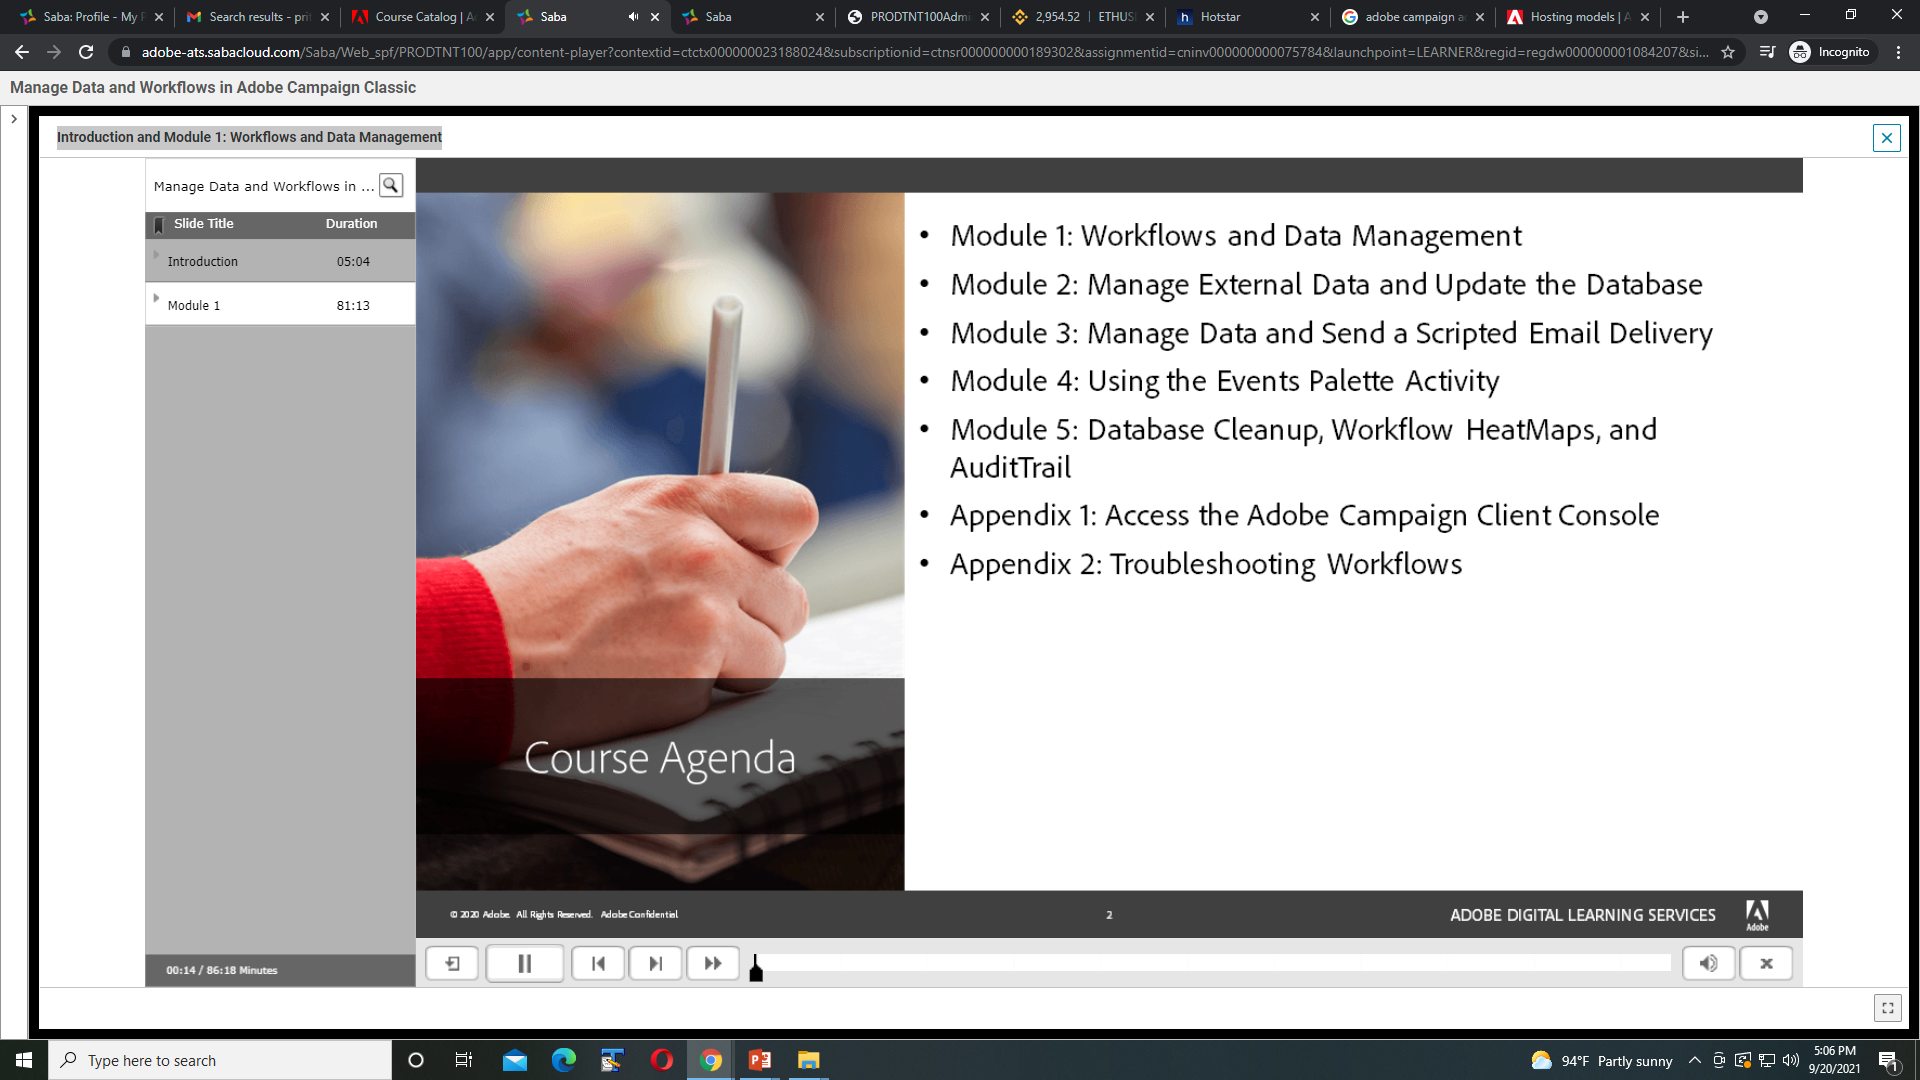 Saba: Profile - My P
Search results - prit
Course Catalog | A
Saba
Saba
PRODTNT100Admi
2,954.52 | ETHUS
Hotstar
adobe campaign a
Hosting models | A
adobe-ats.sabacloud.com/Saba/Web_spf/PRODTNT100/app/content-player?contextid=ctctx000000023188024&subscriptionid=ctnsr0000000000189302&assignmentid=cninv000000000075784&launchpoint=LEARNER&regid=regdw000000001084207&si...
Incognito
Manage Data and Workflows in Adobe Campaign Classic
Introduction and Module 1: Workflows and Data Management
Manage Data and Workflows in ...
Slide Title Duration
Introduction 05:04
Module 1 81:13
• Module 1: Workflows and Data Management
• Module 2: Manage External Data and Update the Database
• Module 3: Manage Data and Send a Scripted Email Delivery
• Module 4: Using the Events Palette Activity
• Module 5: Database Cleanup, Workflow HeatMaps, and
AuditTrail
• Appendix 1: Access the Adobe Campaign Client Console
• Appendix 2: Troubleshooting Workflows
Course Agenda
© 2020 Adobe. All Rights Reserved. Adobe Confidential
2
ADOBE DIGITAL LEARNING SERVICES
Adobe
00:14 / 86:18 Minutes
Type here to search
94°F Partly sunny
5:06 PM
9/20/2021
1